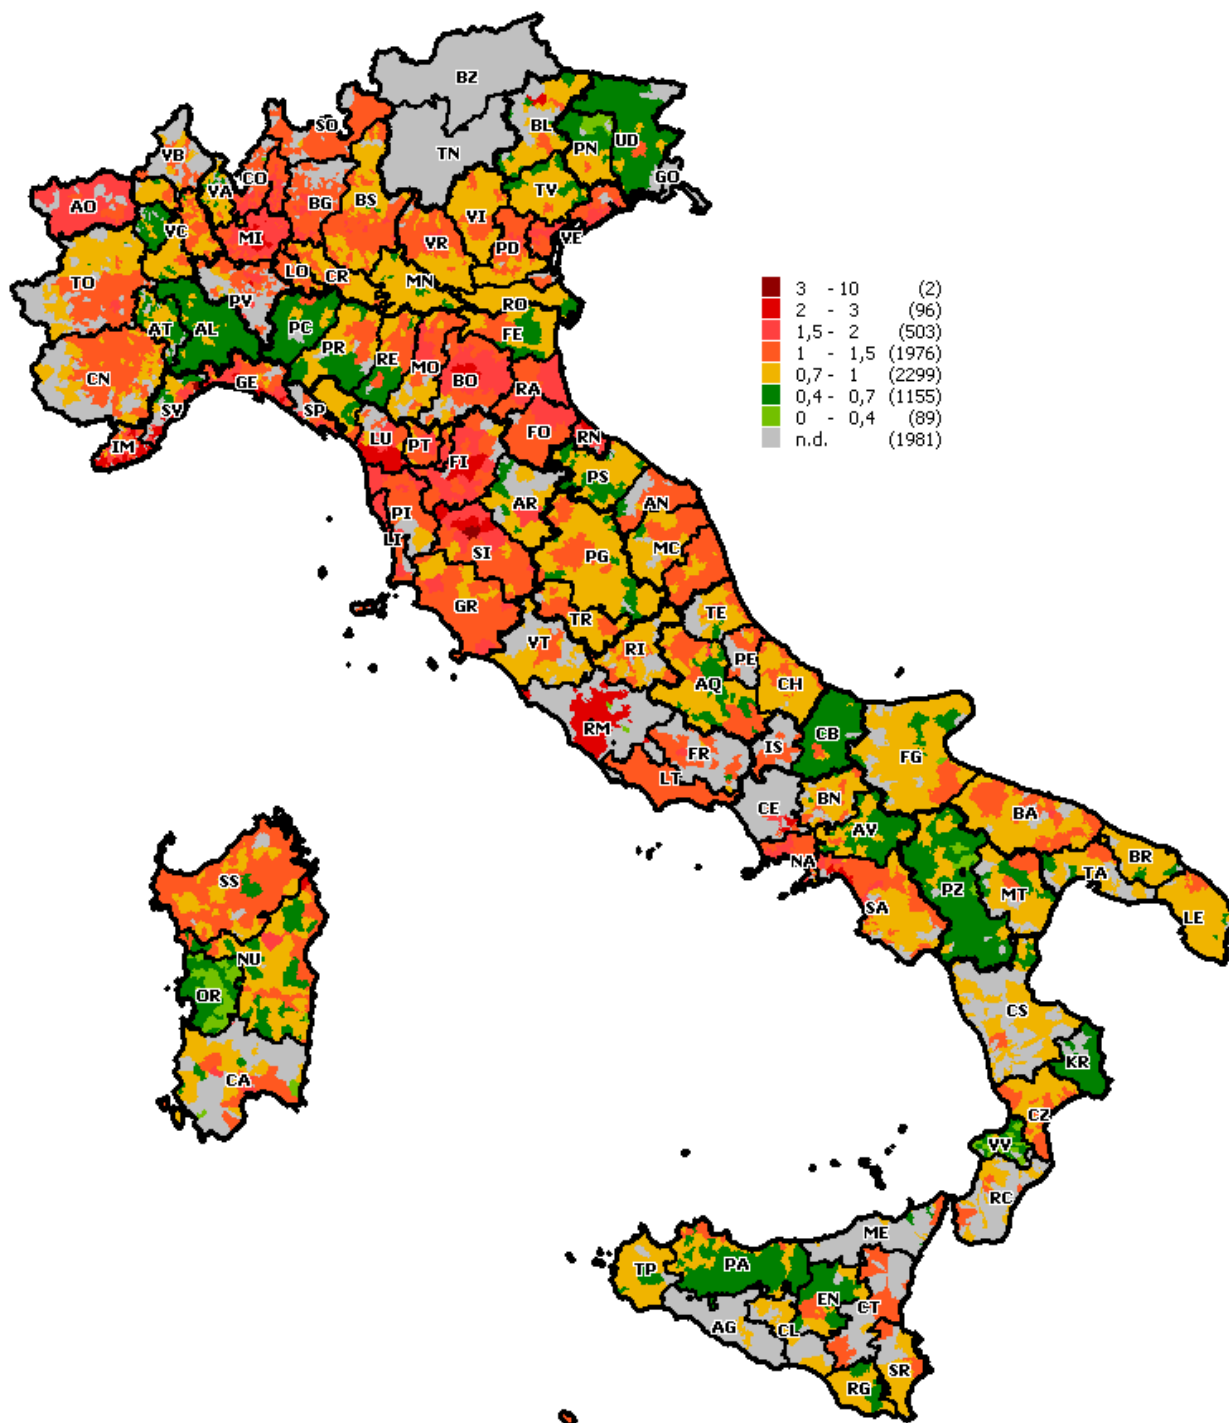 BZ
SO
BL
UD
TN
PN
VB
CO
GO
VA
TV
AO
BG
BS
VI
VC
MI
VR
PD
VE
TO
LO
CR
MN
PV
RO
3 - 10 (2)
2 - 3 (96)
1,5 - 2 (503)
1 - 1,5 (1976)
0,7 - 1 (2299)
0,4 - 0,7 (1155)
0 - 0,4 (89)
n.d. (1981)
AT
AL
PC
PR
FE
RE
MO
BO
CN
GE
RA
SV
SP
IM
LU
PT
FI
FO
RN
PS
AR
AN
PI
LI
SI
PG
MC
GR
TR
TE
VT
RI
PE
AQ
CH
RM
FR
IS
CB
FG
LT
CE
BN
BA
AV
NA
BR
SS
PZ
MT
TA
SA
LE
NU
OR
CS
KR
CA
CZ
VV
RC
ME
TP
PA
EN
CT
AG
CL
SR
RG